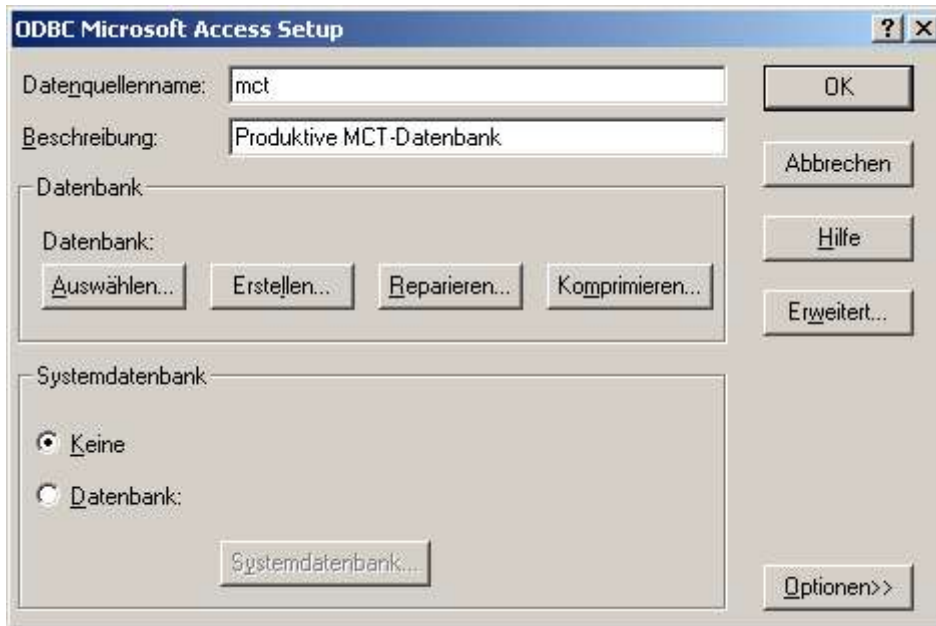 ODBC Microsoft Access Setup
Datenquellenname: mct
OK
Beschreibung: Produktive MCT-Datenbank
Abbrechen
Datenbank
Datenbank:
Hilfe
Auswählen... Erstellen... Reparieren... Komprimieren...
Erweitert...
Systemdatenbank
Keine
Datenbank:
Systemdatenbank...
Optionen>>